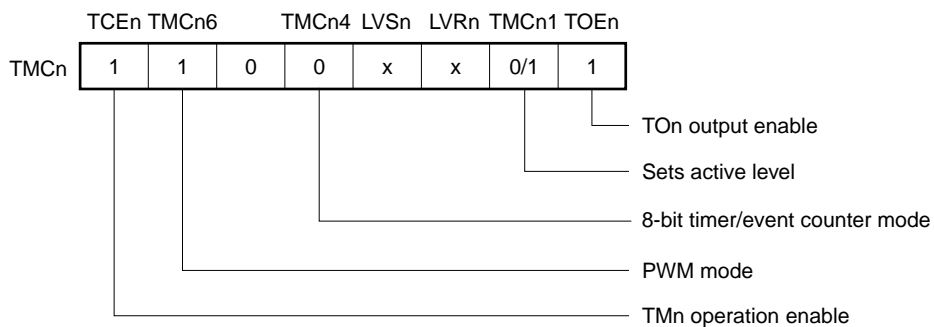 TCEn TMCn6 TMCn4 LVSn LVRn TMCn1 TOEn
TMCn 1 1 0 0 x x 0/1 1
TOn output enable
Sets active level
8-bit timer/event counter mode
PWM mode
TMn operation enable